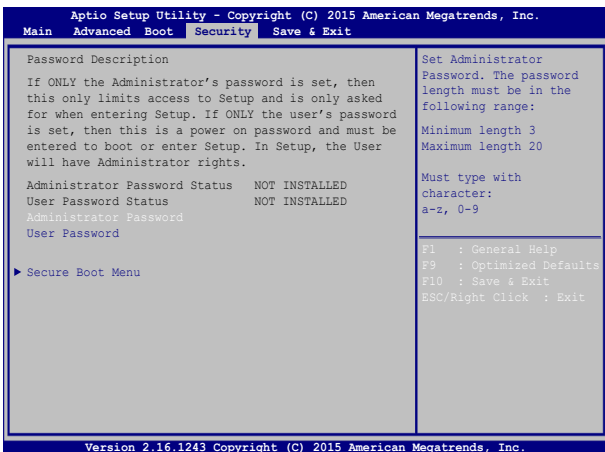 Aptio Setup Utility - Copyright (C) 2015 American Megatrends, Inc.
Main Advanced Boot Security Save & Exit
Password Description
If ONLY the Administrator's password is set, then
this only limits access to Setup and is only asked
for when entering Setup. If ONLY the user's password
is set, then this is a power on password and must be
entered to boot or enter Setup. In Setup, the User
will have Administrator rights.
Administrator Password Status NOT INSTALLED
User Password Status NOT INSTALLED
Administrator Password
User Password
Secure Boot Menu
Set Administrator
Password. The password
length must be in the
following range:
Minimum length 3
Maximum length 20
Must type with
character:
a-z, 0-9
F1 : General Help
F9 : Optimized Defaults
F10 : Save & Exit
ESC/Right Click : Exit
Version 2.16.1243 Copyright (C) 2015 American Megatrends, Inc.